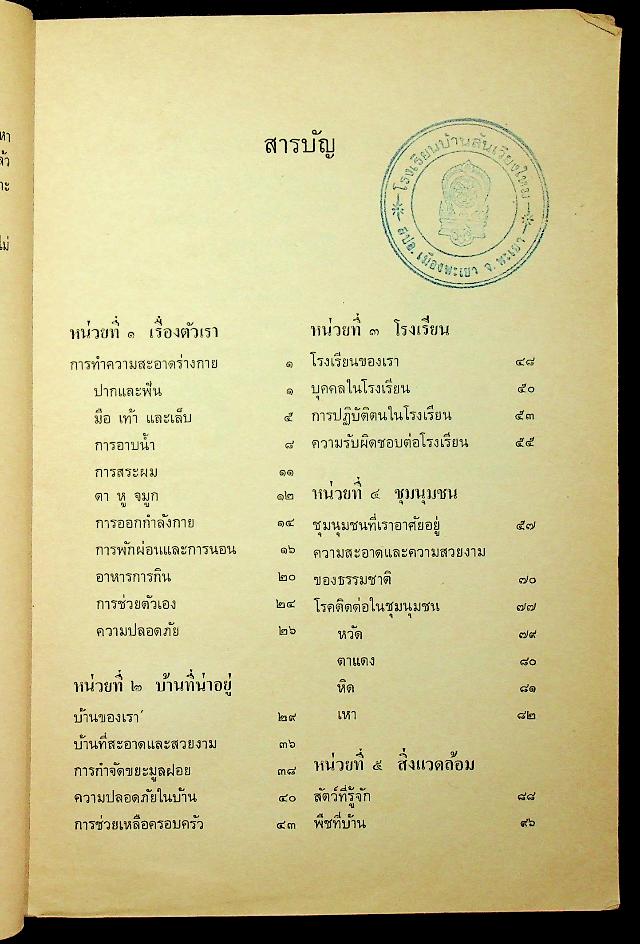 หา
ล้ว
าะ
ไม่
สารบัญ
โรงเรียนบ้านสันเวียงใหม่
สปอ. เมืองพะเยา จ. พะเยา
หน่วยที่ ๑ เรื่องตัวเรา
การทำความสะอาดร่างกาย ๑
ปากและฟัน ๑
มือ เท้า และเล็บ ๕
การอาบน้ำ ๘
การสระผม ๑๑
ตา หู จมูก ๑๒
การออกกำลังกาย ๑๔
การพักผ่อนและการนอน ๑๖
อาหารการกิน ๒๐
การช่วยตัวเอง ๒๔
ความปลอดภัย ๒๖
หน่วยที่ ๒ บ้านที่น่าอยู่
บ้านของเรา ๒๙
บ้านที่สะอาดและสวยงาม ๓๖
การกำจัดขยะมูลฝอย ๓๘
ความปลอดภัยในบ้าน ๔๐
การช่วยเหลือครอบครัว ๔๓
หน่วยที่ ๓ โรงเรียน
โรงเรียนของเรา ๔๘
บุคคลในโรงเรียน ๕๐
การปฏิบัติตนในโรงเรียน ๕๓
ความรับผิดชอบต่อโรงเรียน ๕๕
หน่วยที่ ๔ ชุมนุมชน
ชุมนุมชนที่เราอาศัยอยู่ ๕๗
ความสะอาดและความสวยงาม
ของธรรมชาติ ๗๐
โรคติดต่อในชุมนุมชน ๗๗
หวัด ๗๙
ตาแดง ๘๐
หิด ๘๑
เหา ๘๒
หน่วยที่ ๕ สิ่งแวดล้อม
สัตว์ที่รู้จัก ๘๘
พืชที่บ้าน ๙๖